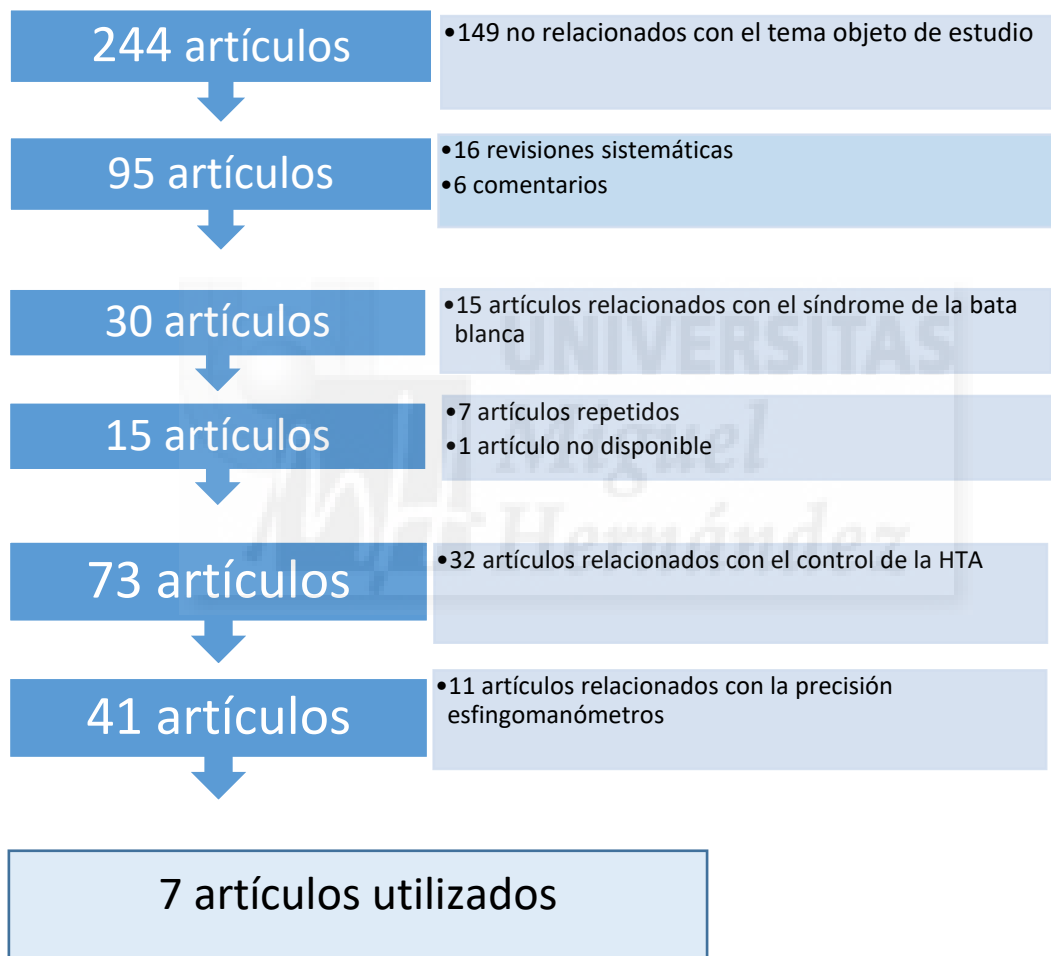 244 artículos
•149 no relacionados con el tema objeto de estudio
95 artículos
•16 revisiones sistemáticas
•6 comentarios
30 artículos
•15 artículos relacionados con el síndrome de la bata
blanca
15 artículos
•7 artículos repetidos
•1 artículo no disponible
73 artículos
•32 artículos relacionados con el control de la HTA
41 artículos
•11 artículos relacionados con la precisión
esfingomanómetros
7 artículos utilizados
UNIVERSITAS
Miguel
Hernández